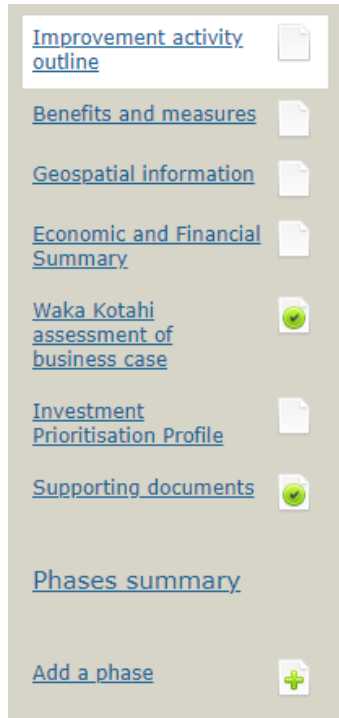 Improvement activity
outline
Benefits and measures
Geospatial information
Economic and Financial
Summary
Waka Kotahi
assessment of
business case
Investment
Prioritisation Profile
Supporting documents
Phases summary
Add a phase